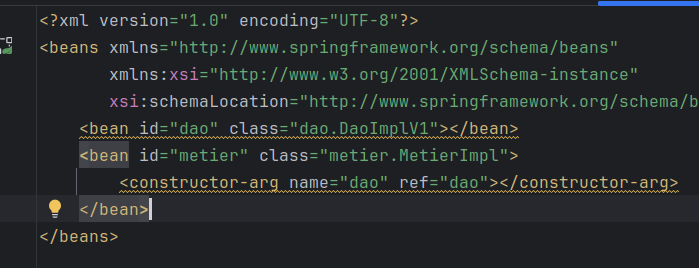 <?xml version="1.0" encoding="UTF-8"?>
<beans xmlns="http://www.springframework.org/schema/beans"
xmlns:xsi="http://www.w3.org/2001/XMLSchema-instance"
xsi:schemaLocation="http://www.springframework.org/schema/b
<bean id="dao" class="dao.DaoImplV1"></bean>
<bean id="metier" class="metier.MetierImpl">
<constructor-arg name="dao" ref="dao"></constructor-arg>
</bean>
</beans>